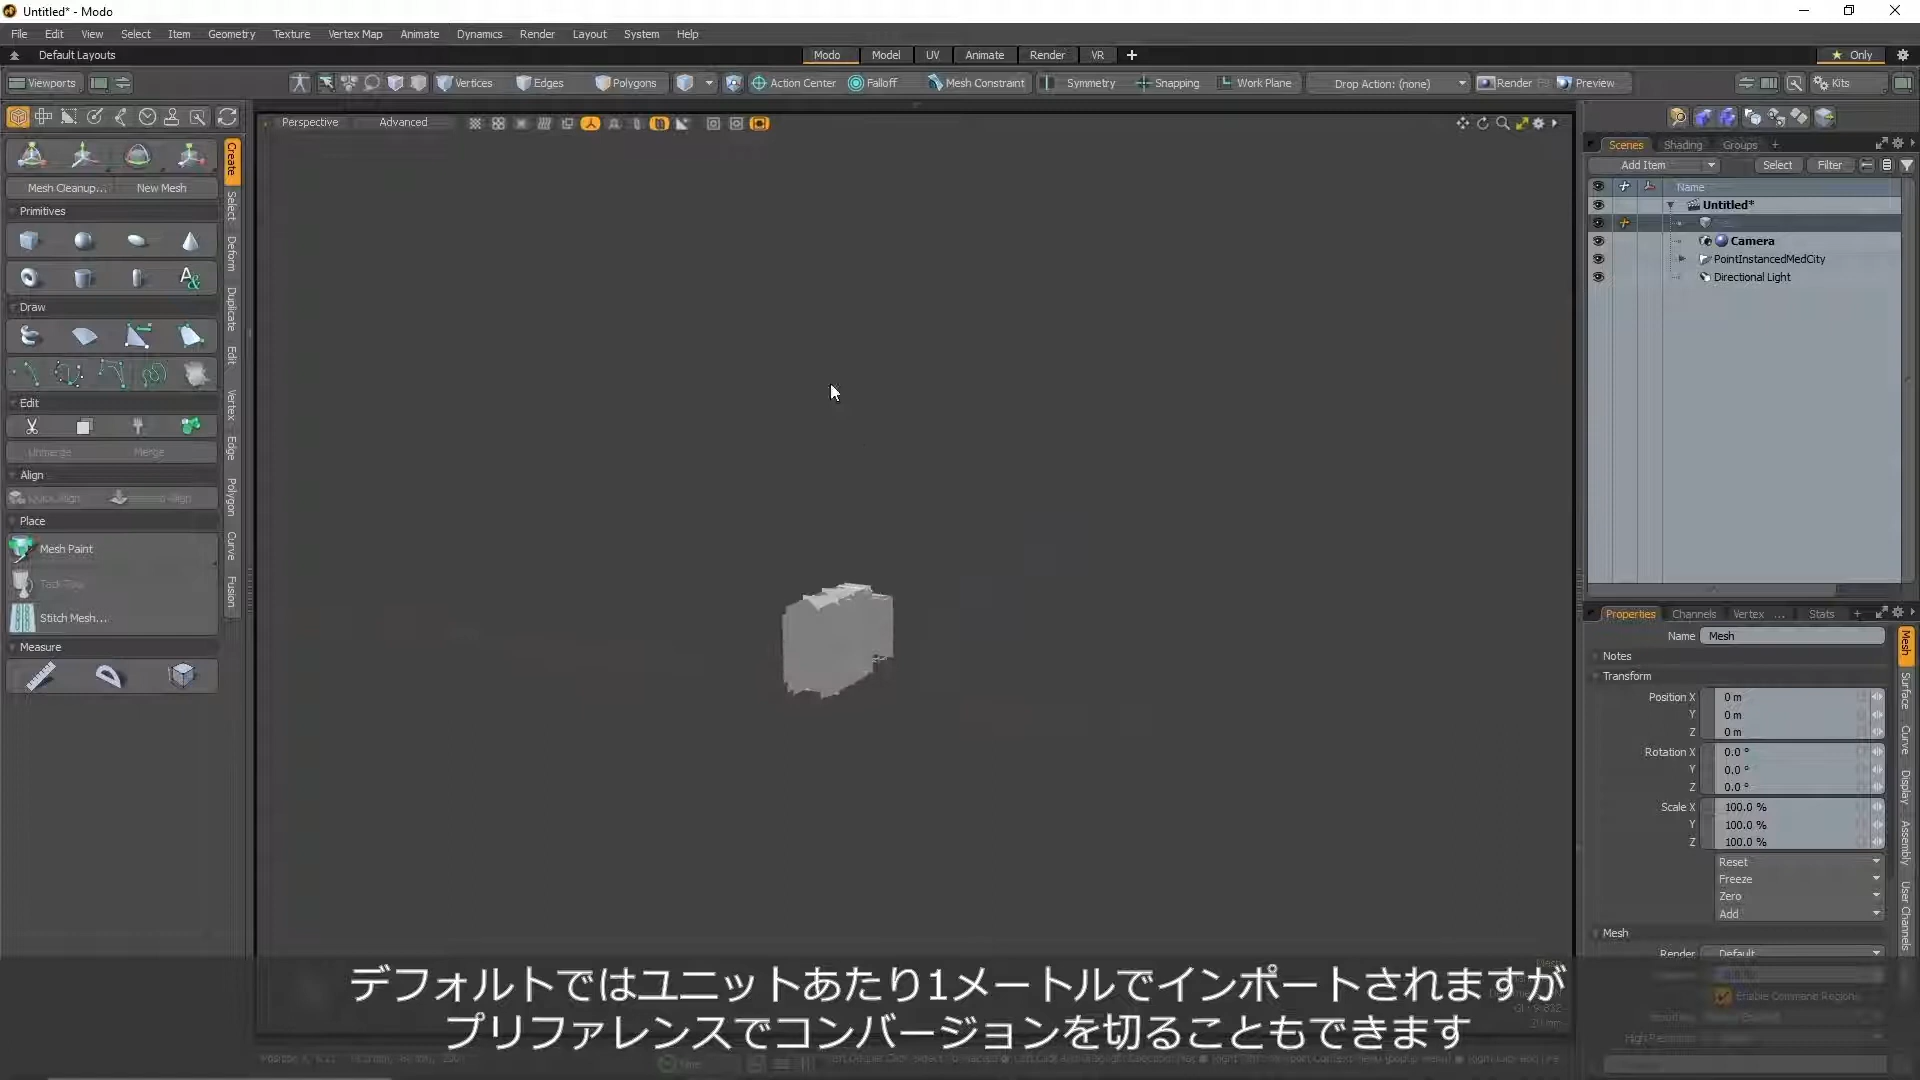 Untitled* - Modo
File Edit View Select Item Geometry Texture Vertex Map Animate Dynamics Render Layout System Help
Default Layouts Modo Model UV Animate Render VR Only
Viewports Vertices Edges Polygons Action Center Falloff Mesh Constraint Symmetry Snapping Work Plane Drop Action: (none) Render Preview Kits
Perspective Advanced
Mesh Cleanup... New Mesh
Primitives
Draw
Edit
Unmerge Merge
Align
Place
Mesh Paint
Stitch Mesh...
Measure
Create
Select
Deform
Duplicate
Edit
Vertex
Edge
Polygon
Curve
Fusion
Scenes Shading Groups
Add Item Select Filter
Name
Untitled*
Camera
PointInstancedMedCity
Directional Light
Properties Channels Vertex ... Stats
Name Mesh
Notes
Transform
Position X 0 m
Y 0 m
Z 0 m
Rotation X 0.0 °
Y 0.0 °
Z 0.0 °
Scale X 100.0 %
Y 100.0 %
Z 100.0 %
Reset
Freeze
Zero
Add
Mesh
Render Default
Enable Command Regions
Mesh
Surface
Curve
Display
Assembly
User Channels
デフォルトではユニットあたり1メートルでインポートされますが
プリファレンスでコンバージョンを切ることもできます